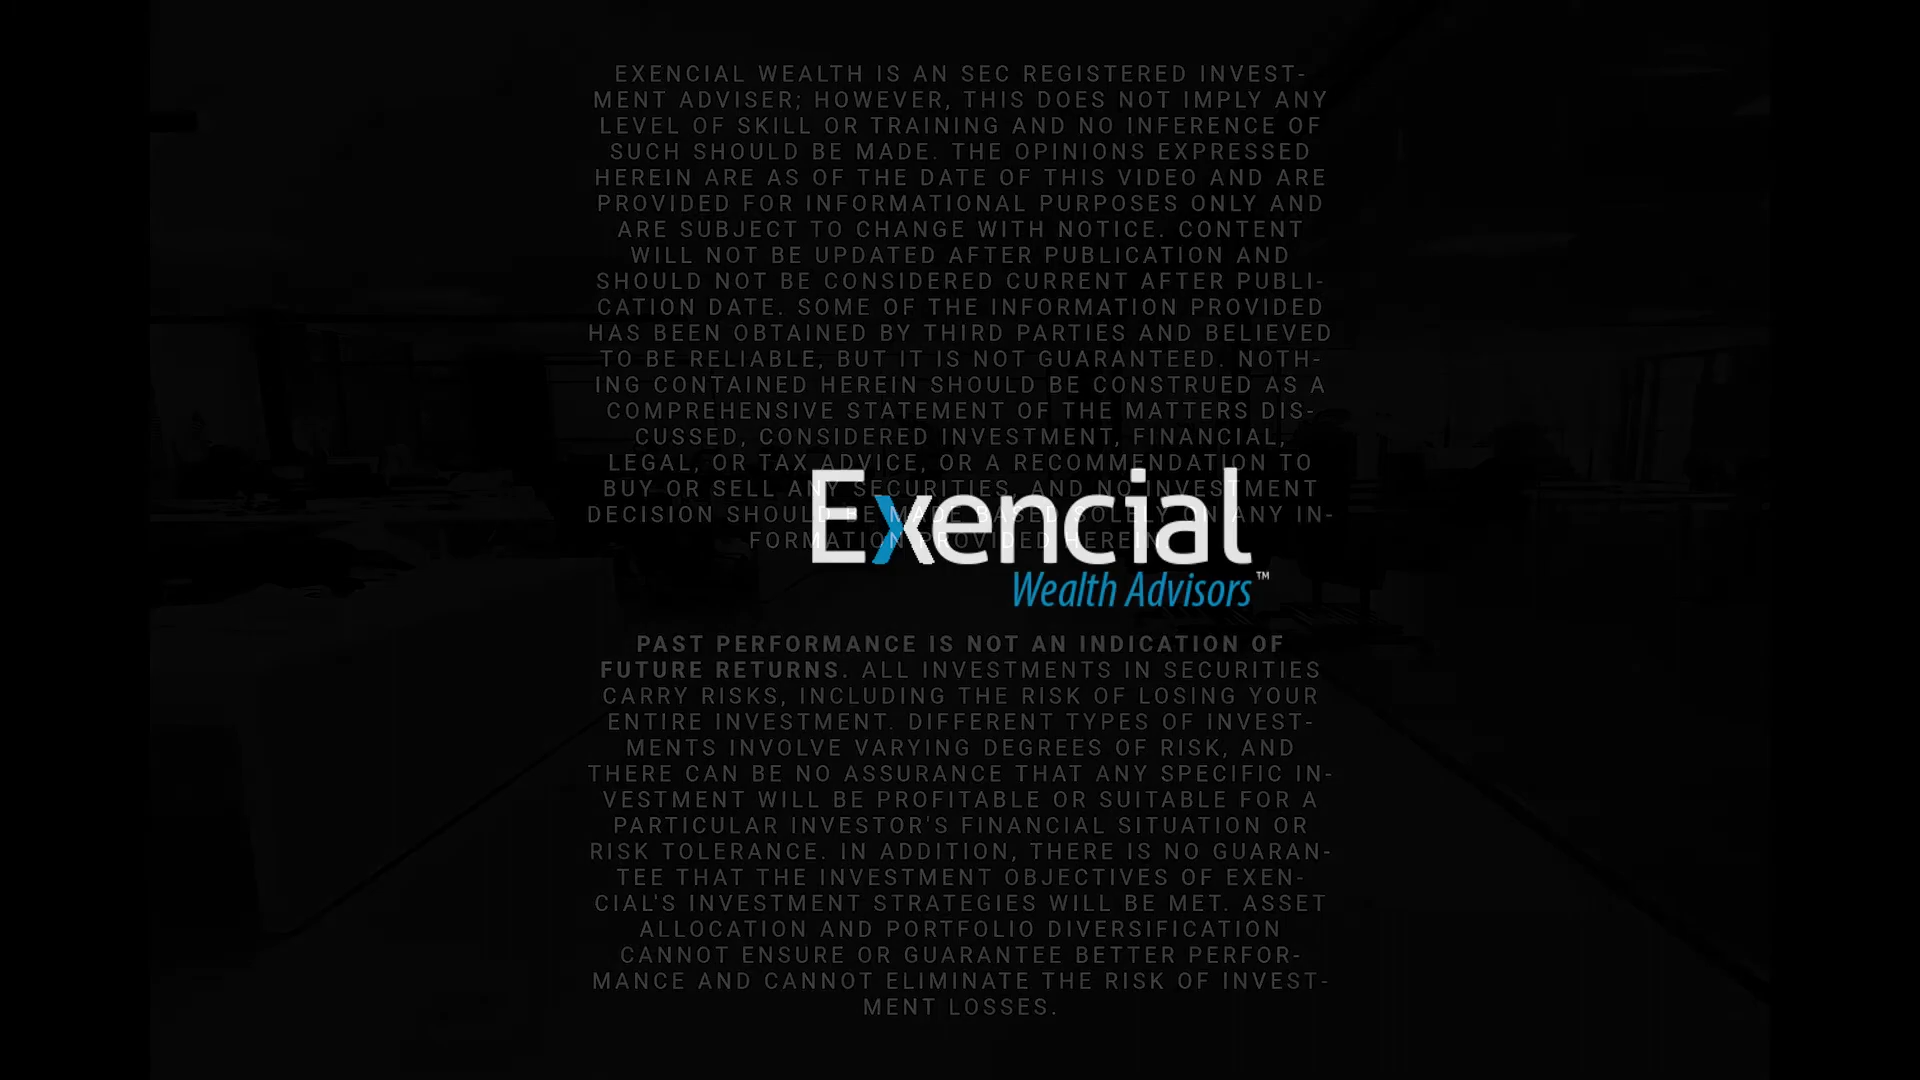 EXENCIAL WEALTH IS AN SEC REGISTERED INVEST-
MENT ADVISER; HOWEVER, THIS DOES NOT IMPLY ANY
LEVEL OF SKILL OR TRAINING AND NO INFERENCE OF
SUCH SHOULD BE MADE. THE OPINIONS EXPRESSED
HEREIN ARE AS OF THE DATE OF THIS VIDEO AND ARE
PROVIDED FOR INFORMATIONAL PURPOSES ONLY AND
ARE SUBJECT TO CHANGE WITH NOTICE. CONTENT
WILL NOT BE UPDATED AFTER PUBLICATION AND
SHOULD NOT BE CONSIDERED CURRENT AFTER PUBLI-
CATION DATE. SOME OF THE INFORMATION PROVIDED
HAS BEEN OBTAINED BY THIRD PARTIES AND BELIEVED
TO BE RELIABLE, BUT IT IS NOT GUARANTEED. NOTH-
ING CONTAINED HEREIN SHOULD BE CONSTRUED AS A
COMPREHENSIVE STATEMENT OF THE MATTERS DIS-
CUSSED, CONSIDERED INVESTMENT, FINANCIAL,
LEGAL, OR TAX ADVICE, OR A RECOMMENDATION TO
BUY OR SELL ANY SECURITIES, AND NO INVESTMENT
DECISION SHOULD BE MADE BASED SOLELY ON ANY IN-
FORMATION PROVIDED HEREIN.
Exencial
Wealth Advisors™
PAST PERFORMANCE IS NOT AN INDICATION OF
FUTURE RETURNS. ALL INVESTMENTS IN SECURITIES
CARRY RISKS, INCLUDING THE RISK OF LOSING YOUR
ENTIRE INVESTMENT. DIFFERENT TYPES OF INVEST-
MENTS INVOLVE VARYING DEGREES OF RISK, AND
THERE CAN BE NO ASSURANCE THAT ANY SPECIFIC IN-
VESTMENT WILL BE PROFITABLE OR SUITABLE FOR A
PARTICULAR INVESTOR'S FINANCIAL SITUATION OR
RISK TOLERANCE. IN ADDITION, THERE IS NO GUARAN-
TEE THAT THE INVESTMENT OBJECTIVES OF EXEN-
CIAL'S INVESTMENT STRATEGIES WILL BE MET. ASSET
ALLOCATION AND PORTFOLIO DIVERSIFICATION
CANNOT ENSURE OR GUARANTEE BETTER PERFOR-
MANCE AND CANNOT ELIMINATE THE RISK OF INVEST-
MENT LOSSES.